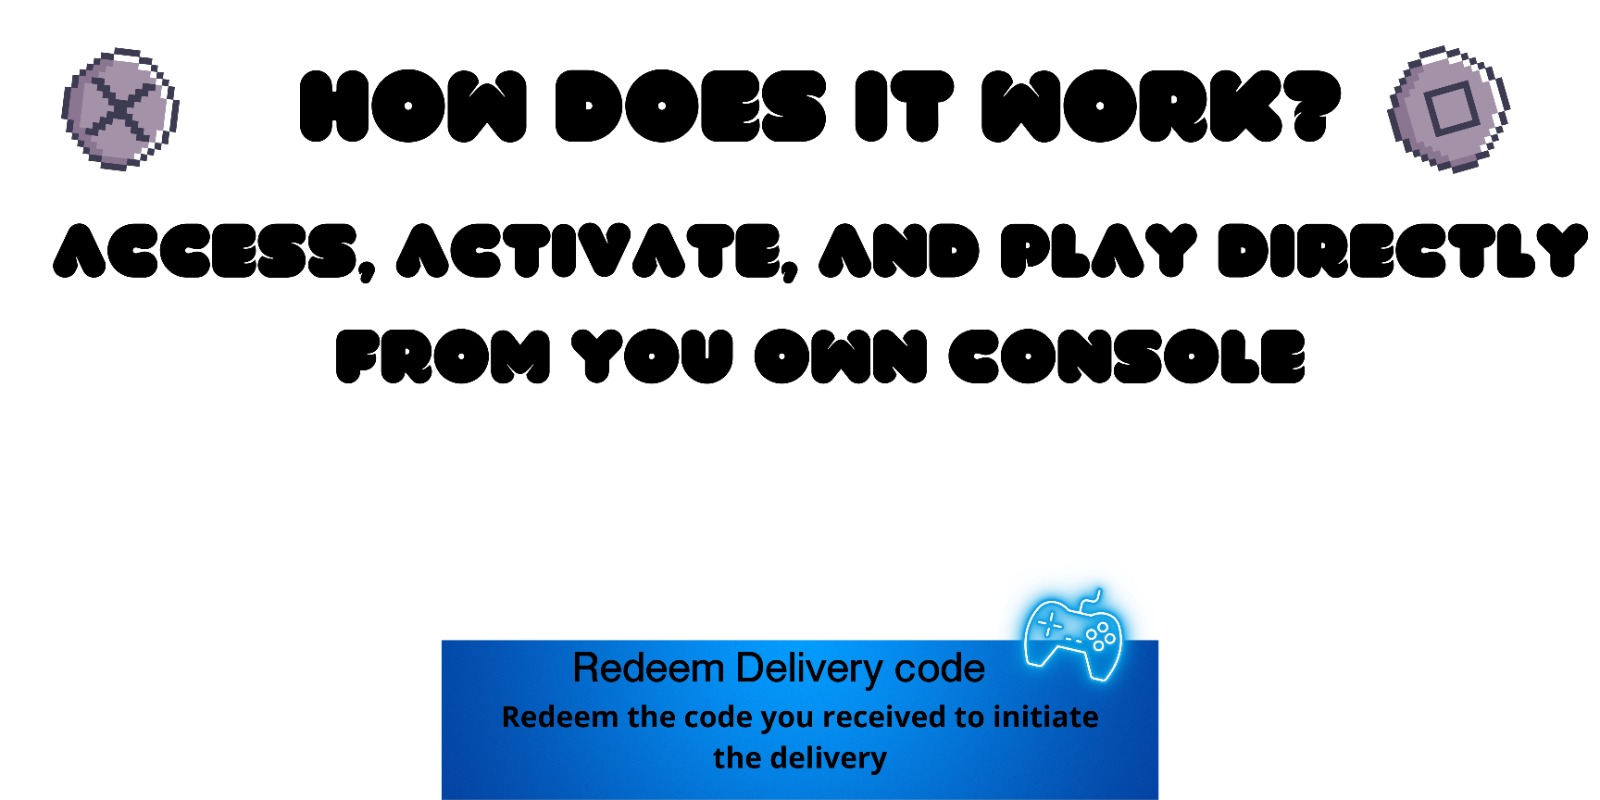 HOW DOES IT WORK?
ACCESS, ACTIVATE, AND PLAY DIRECTLY
FROM YOU OWN CONSOLE
Redeem Delivery code
Redeem the code you received to initiate
the delivery